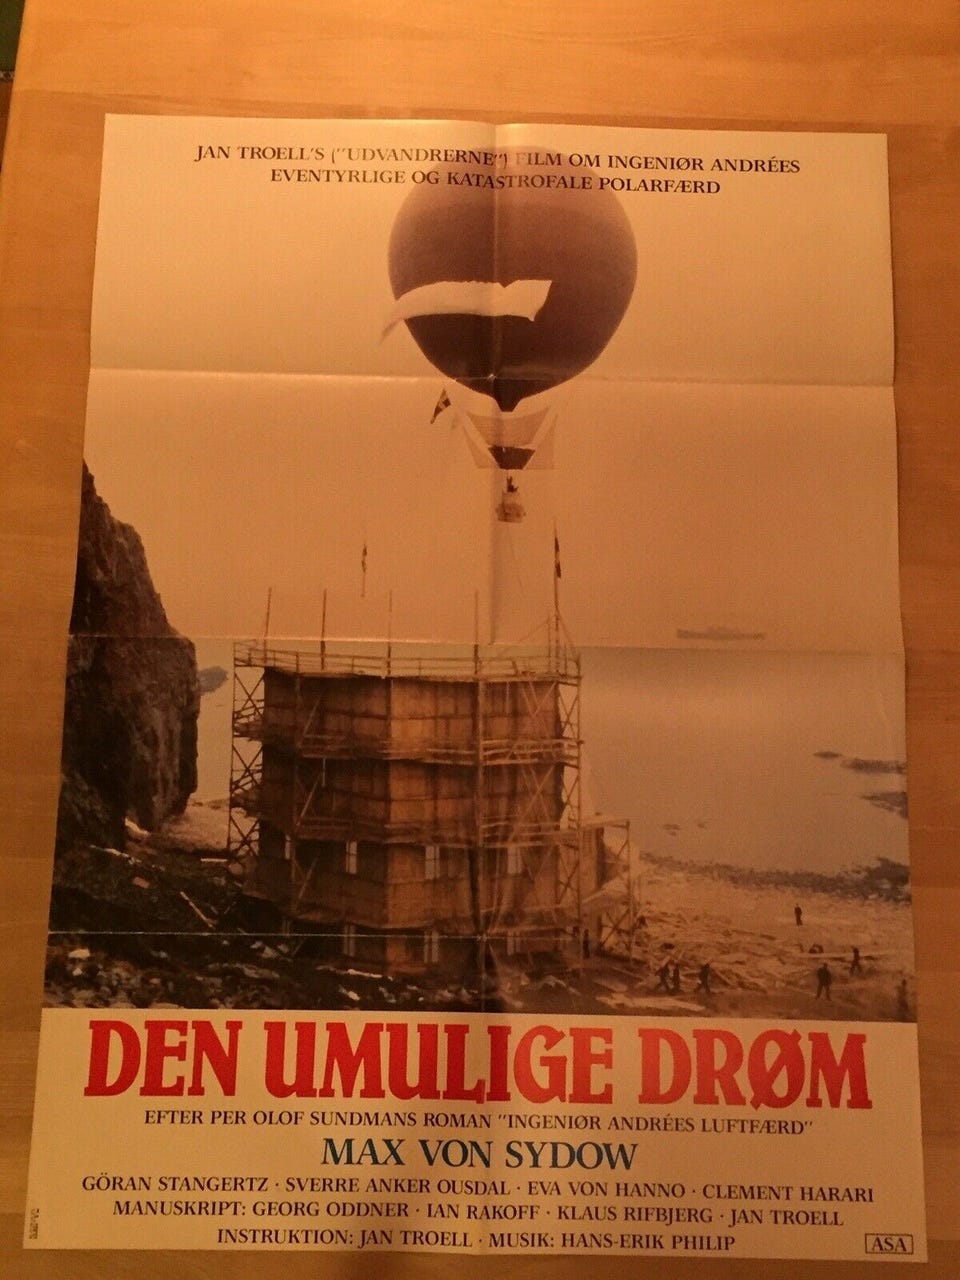 JAN TROELL'S ("UDVANDRERNE") FILM OM INGENIØR ANDRÉES
EVENTYRLIGE OG KATASTROFALE POLARFÆRD
DEN UMULIGE DRØM
EFTER PER OLOF SUNDMANS ROMAN "INGENIØR ANDRÉES LUFTFÆRD"
MAX VON SYDOW
GÖRAN STANGERTZ · SVERRE ANKER OUSDAL · EVA VON HANNO · CLEMENT HARARI
MANUSKRIPT: GEORG ODDNER · IAN RAKOFF · KLAUS RIFBJERG · JAN TROELL
INSTRUKTION: JAN TROELL · MUSIK: HANS-ERIK PHILIP
ASA